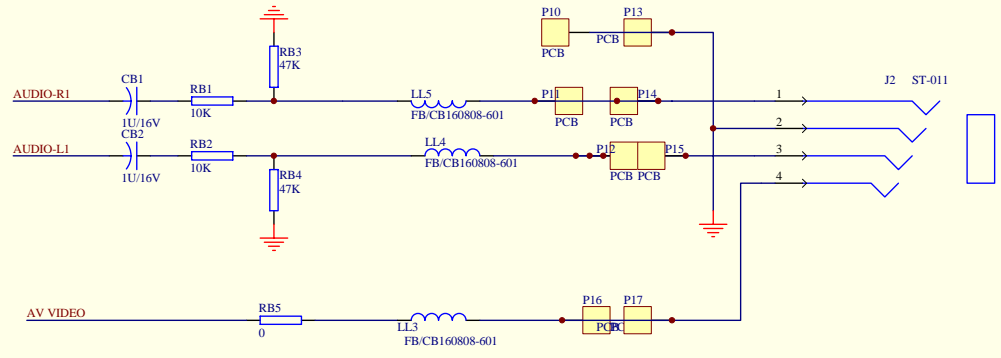 P10
P13
PCB
PCB
J2 ST-011
CB1
RB3
47K
AUDIO-R1
RB1
10K
1U/16V
LL5
FB/CB160808-601
P11
PCB
P14
PCB
1
CB2
AUDIO-L1
RB2
10K
1U/16V
RB4
47K
LL4
FB/CB160808-601
P12
PCB
P15
PCB
2
3
4
AV VIDEO
RB5
0
LL3
FB/CB160808-601
P16
P17
PCB